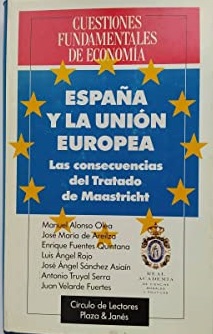 CUESTIONES
FUNDAMENTALES
DE ECONOMÍA
ESPAÑA
Y LA UNIÓN
EUROPEA
Las consecuencias
del Tratado
de Maastricht
Manuel Alonso Olea
José María de Areilza
Enrique Fuentes Quintana
Luis Ángel Rojo
José Ángel Sánchez Asiaín
Antonio Truyol Serra
Juan Velarde Fuertes
REAL
ACADEMIA
DE CIENCIAS
MORALES
Y POLÍTICAS
Círculo de Lectores
Plaza & Janés